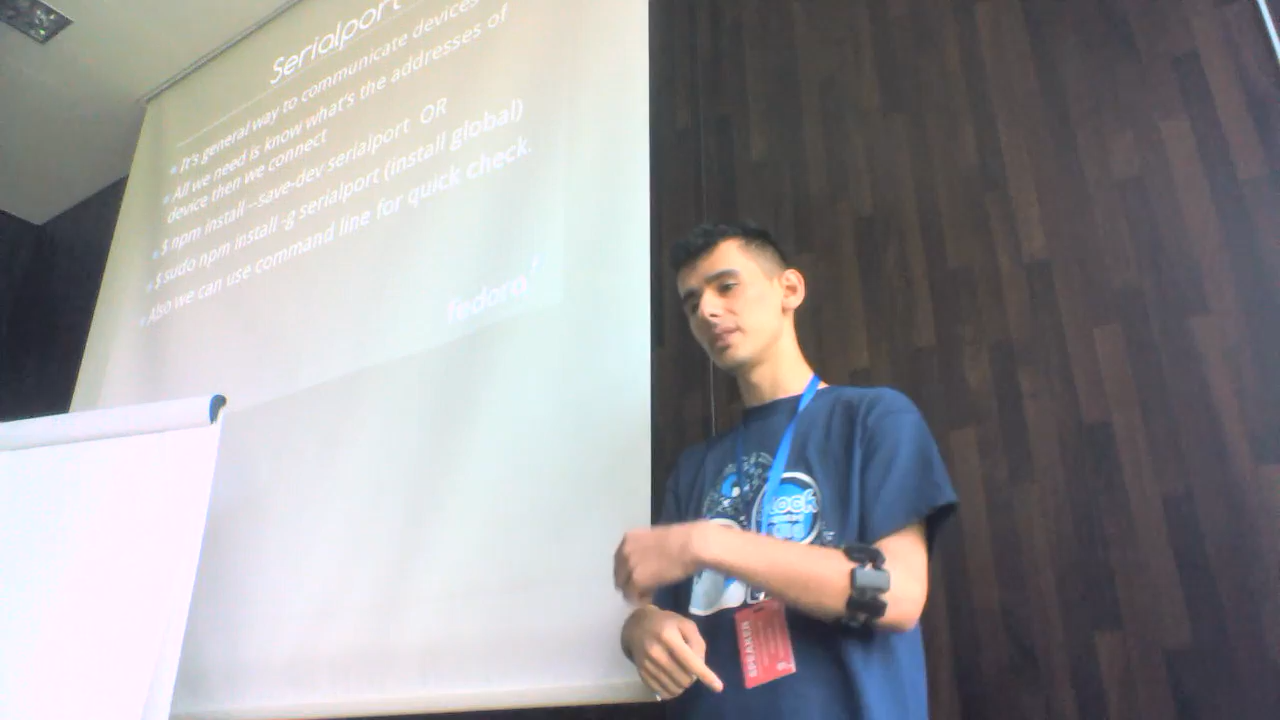 Serialport
It's general way to communicate devices
All we need is know what's the addresses of
device then we connect
$ npm install --save-dev serialport OR
$ sudo npm install -g serialport (install global)
Also we can use command line for quick check.
fedora
lock
SPEAKER